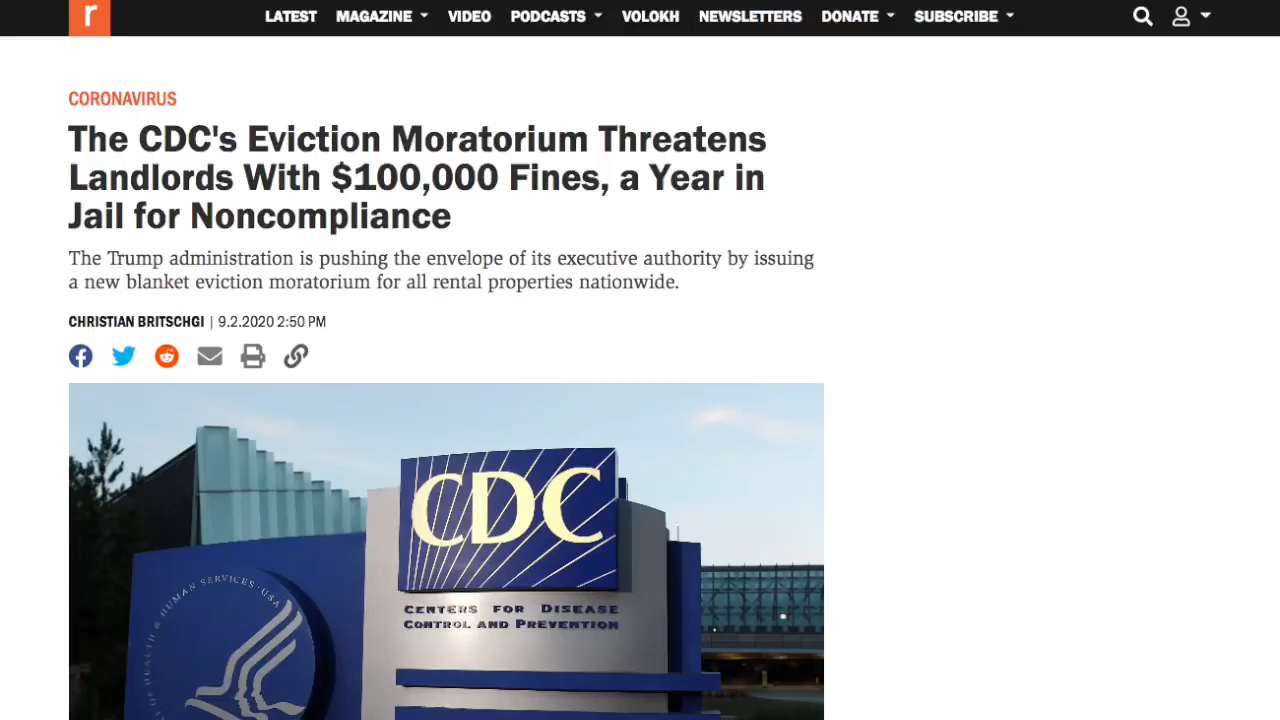 r
LATEST MAGAZINE VIDEO PODCASTS VOLOKH NEWSLETTERS DONATE SUBSCRIBE
CORONAVIRUS
The CDC's Eviction Moratorium Threatens
Landlords With $100,000 Fines, a Year in
Jail for Noncompliance
The Trump administration is pushing the envelope of its executive authority by issuing
a new blanket eviction moratorium for all rental properties nationwide.
CHRISTIAN BRITSCHGI | 9.2.2020 2:50 PM
CDC
CENTERS FOR DISEASE
CONTROL AND PREVENTION
OF HEALTH & HUMAN SERVICES · USA